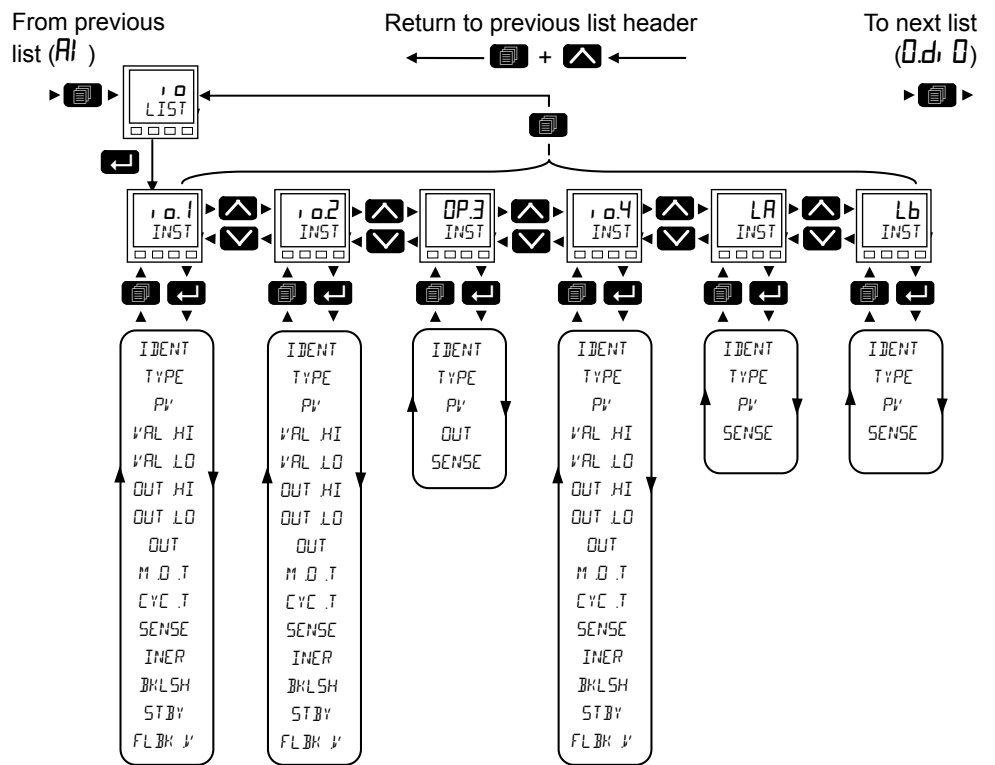 From previous
list (AI )
Return to previous list header
+
To next list
(O.di O)
io
LIST
io.1
INST
io.2
INST
OP.3
INST
io.4
INST
LA
INST
Lb
INST
IDENT
TYPE
PV
VAL.HI
VAL.LO
OUT.HI
OUT.LO
OUT
M.O.T
CYC.T
SENSE
INER
BKLSH
STBY
FLBK.V
IDENT
TYPE
PV
VAL.HI
VAL.LO
OUT.HI
OUT.LO
OUT
M.O.T
CYC.T
SENSE
INER
BKLSH
STBY
FLBK.V
IDENT
TYPE
PV
OUT
SENSE
IDENT
TYPE
PV
VAL.HI
VAL.LO
OUT.HI
OUT.LO
OUT
M.O.T
CYC.T
SENSE
INER
BKLSH
STBY
FLBK.V
IDENT
TYPE
PV
SENSE
IDENT
TYPE
PV
SENSE